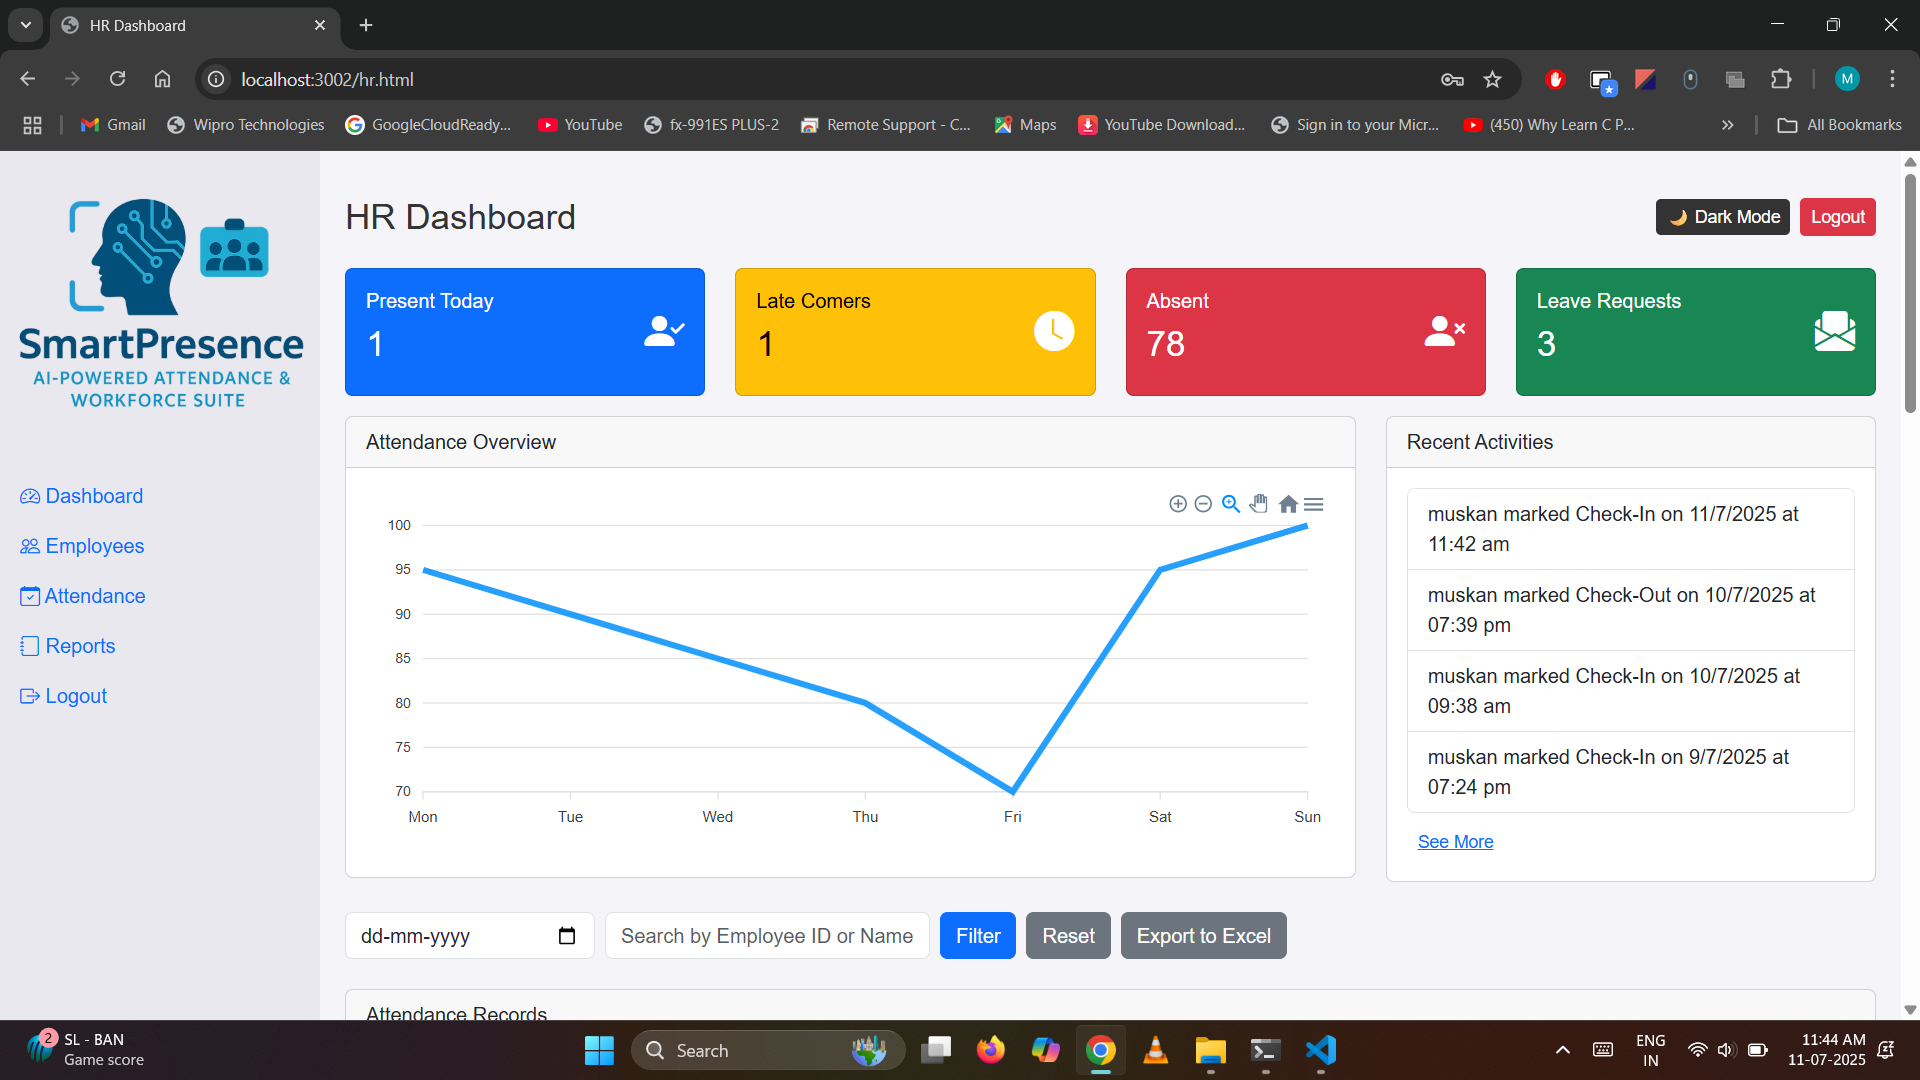 HR Dashboard
localhost:3002/hr.html
M
Gmail
Wipro Technologies
GoogleCloudReady...
YouTube
fx-991ES PLUS-2
Remote Support - C...
Maps
YouTube Download...
Sign in to your Micr...
(450) Why Learn C P...
All Bookmarks
SmartPresence
AI-POWERED ATTENDANCE &
WORKFORCE SUITE
Dashboard
Employees
Attendance
Reports
Logout
HR Dashboard
Dark Mode
Logout
Present Today
1
Late Comers
1
Absent
78
Leave Requests
3
Attendance Overview
100
95
90
85
80
75
70
Mon
Tue
Wed
Thu
Fri
Sat
Sun
Recent Activities
muskan marked Check-In on 11/7/2025 at
11:42 am
muskan marked Check-Out on 10/7/2025 at
07:39 pm
muskan marked Check-In on 10/7/2025 at
09:38 am
muskan marked Check-In on 9/7/2025 at
07:24 pm
See More
dd-mm-yyyy
Search by Employee ID or Name
Filter
Reset
Export to Excel
Attendance Records
2
SL - BAN
Game score
Search
ENG
IN
11:44 AM
11-07-2025